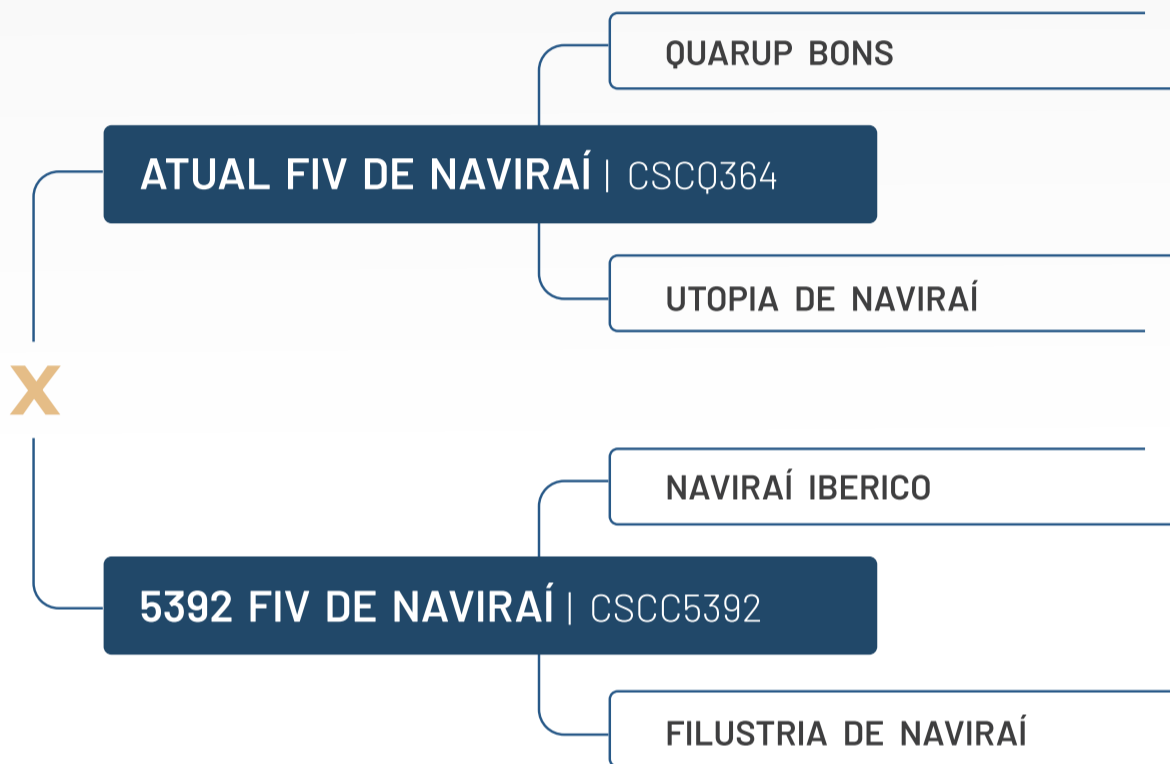 QUARUP BONS
ATUAL FIV DE NAVIRAÍ | CSCQ364
UTOPIA DE NAVIRAÍ
X
NAVIRAÍ IBERICO
5392 FIV DE NAVIRAÍ | CSCC5392
FILUSTRIA DE NAVIRAÍ